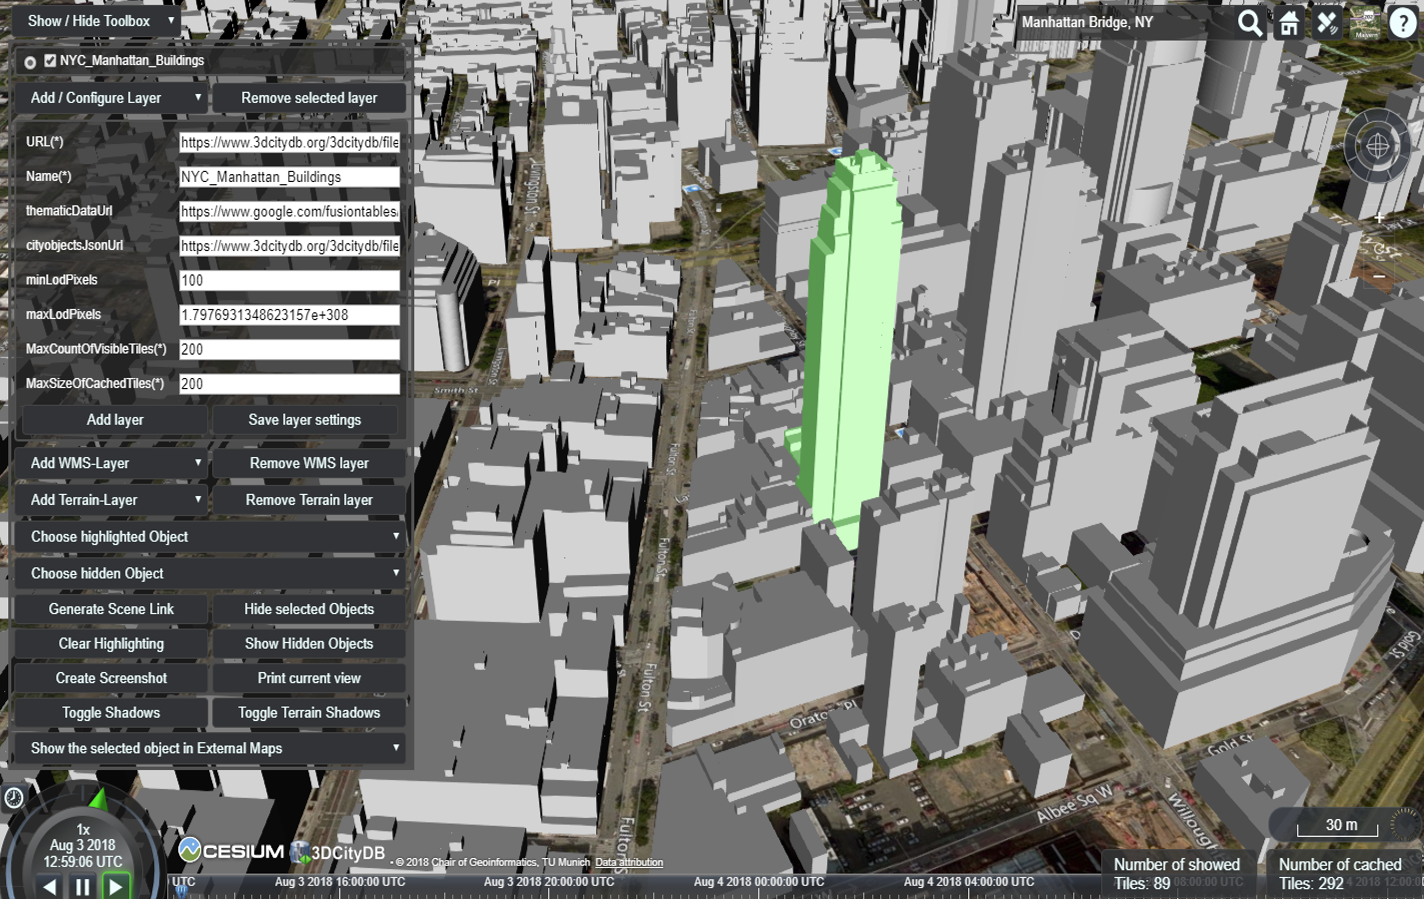 Show / Hide Toolbox
Manhattan Bridge, NY
NYC_Manhattan_Buildings
Add / Configure Layer
Remove selected layer
URL(*)
https://www.3dcitydb.org/3dcitydb/file
Name(*)
NYC_Manhattan_Buildings
thematicDataUrl
https://www.google.com/fusiontables
cityobjectsJsonUrl
https://www.3dcitydb.org/3dcitydb/file
minLodPixels
100
maxLodPixels
1.7976931348623157e+308
MaxCountOfVisibleTiles(*)
200
MaxSizeOfCachedTiles(*)
200
Add layer
Save layer settings
Add WMS-Layer
Remove WMS layer
Add Terrain-Layer
Remove Terrain layer
Choose highlighted Object
Choose hidden Object
Generate Scene Link
Hide selected Objects
Clear Highlighting
Show Hidden Objects
Create Screenshot
Print current view
Toggle Shadows
Toggle Terrain Shadows
Show the selected object in External Maps
Livingston St
Smith St
Fulton St
Fulton St
Fulton St
Fulton St
Gold St
Albee Sq W
1x
Aug 3 2018
12:59:06 UTC
CESIUM
3DCityDB
• © 2018 Chair of Geoinformatics, TU Munich Data attribution
30 m
Number of showed Tiles: 89
Number of cached Tiles: 292
UTC
Aug 3 2018 16:00:00 UTC
Aug 3 2018 20:00:00 UTC
Aug 4 2018 00:00:00 UTC
Aug 4 2018 04:00:00 UTC